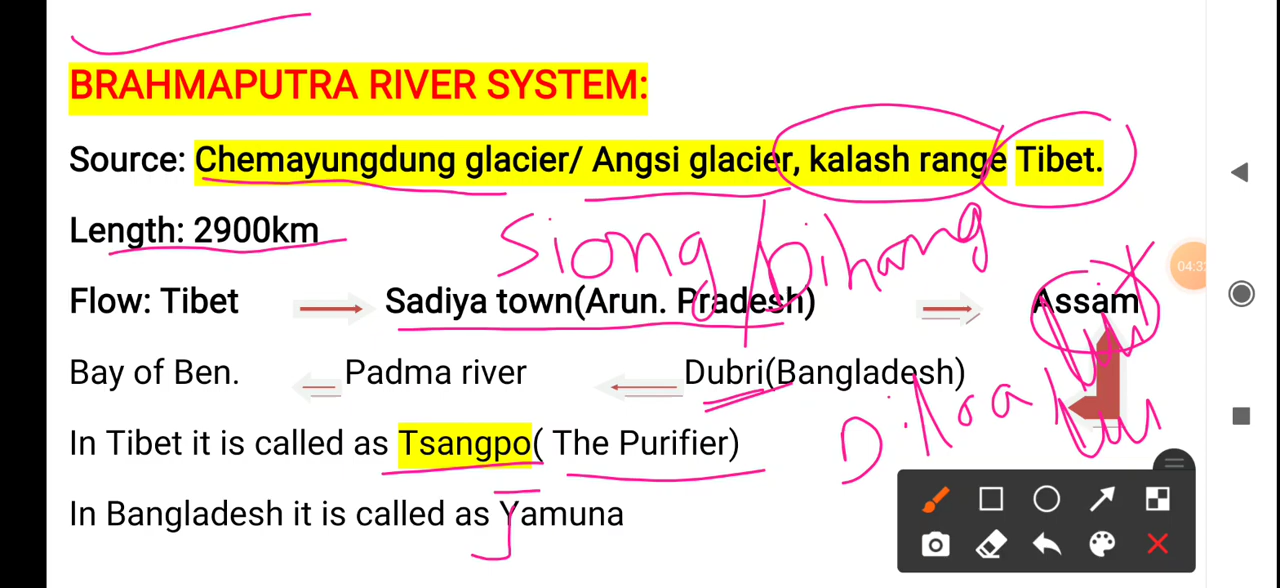 BRAHMAPUTRA RIVER SYSTEM:
Source: Chemayungdung glacier/ Angsi glacier, kalash range Tibet.
Length: 2900km
Siong/Dihang
Flow: Tibet Sadiya town(Arun. Pradesh) Assam
Bay of Ben. Padma river Dubri(Bangladesh)
In Tibet it is called as Tsangpo( The Purifier)
In Bangladesh it is called as Yamuna
J
04:3